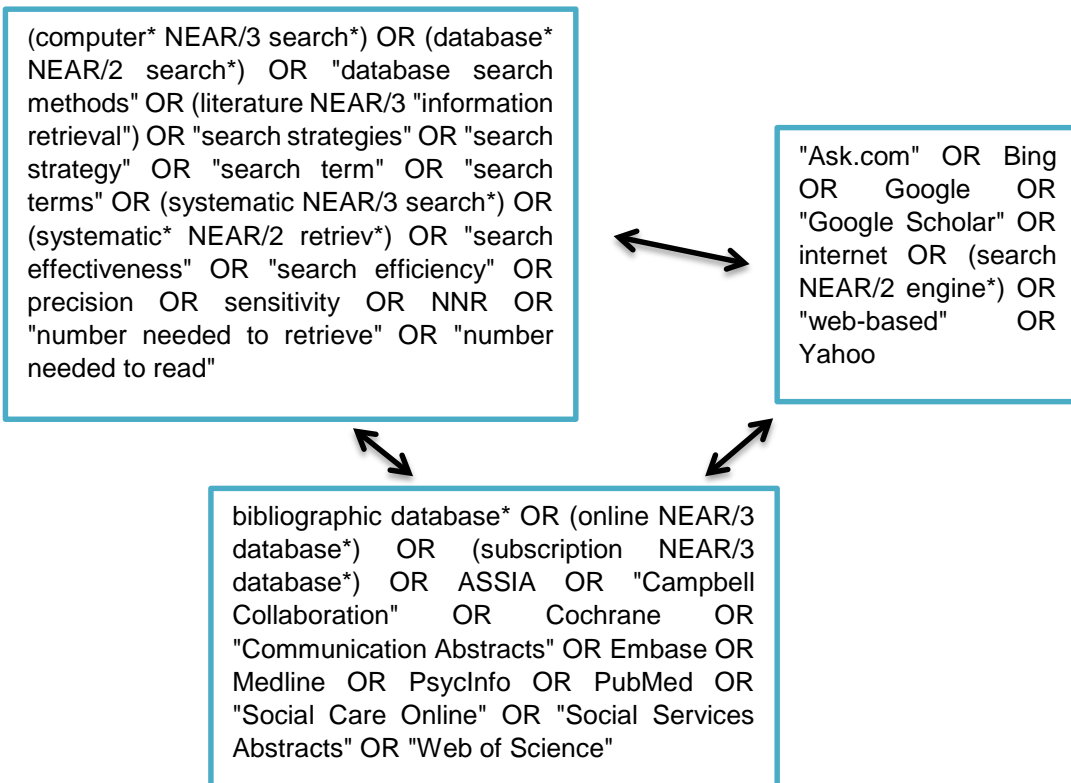 (computer* NEAR/3 search*) OR (database*
NEAR/2 search*) OR "database search
methods" OR (literature NEAR/3 "information
retrieval") OR "search strategies" OR "search
strategy" OR "search term" OR "search
terms" OR (systematic NEAR/3 search*) OR
(systematic* NEAR/2 retriev*) OR "search
effectiveness" OR "search efficiency" OR
precision OR sensitivity OR NNR OR
"number needed to retrieve" OR "number
needed to read"
"Ask.com" OR Bing
OR Google OR
"Google Scholar" OR
internet OR (search
NEAR/2 engine*) OR
"web-based" OR
Yahoo
bibliographic database* OR (online NEAR/3
database*) OR (subscription NEAR/3
database*) OR ASSIA OR "Campbell
Collaboration" OR Cochrane OR
"Communication Abstracts" OR Embase OR
Medline OR PsycInfo OR PubMed OR
"Social Care Online" OR "Social Services
Abstracts" OR "Web of Science"